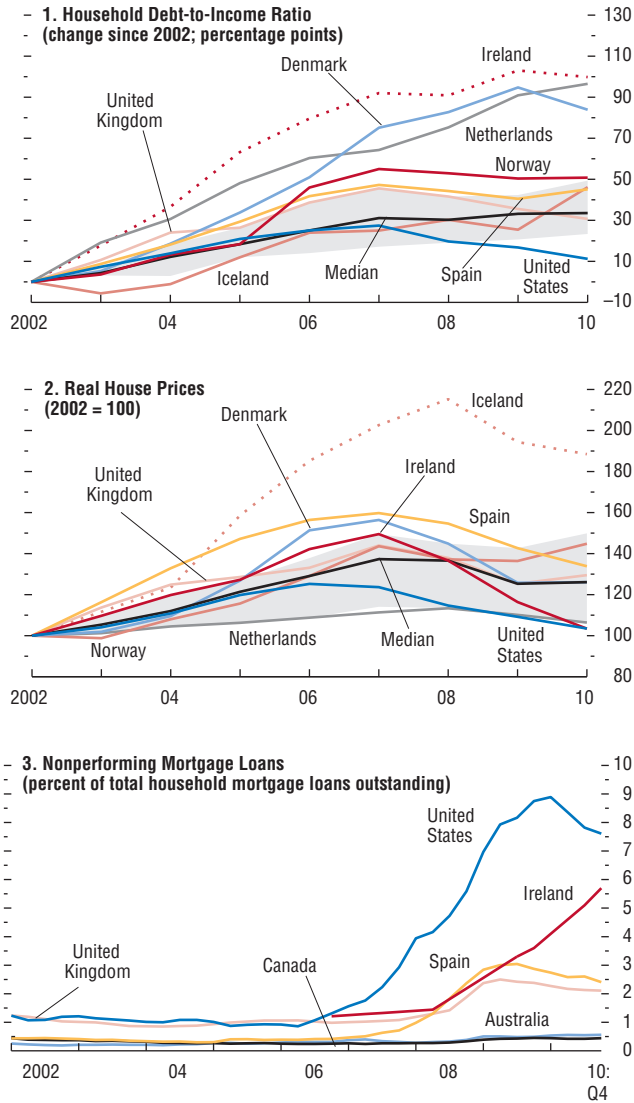 1. Household Debt-to-Income Ratio
(change since 2002; percentage points)
130
110
90
70
50
30
10
–10
Ireland
Denmark
United
Kingdom
Netherlands
Norway
Iceland
Median
Spain
United
States
2002 04 06 08 10
2. Real House Prices
(2002 = 100)
220
200
180
160
140
120
100
80
Iceland
Denmark
Ireland
United
Kingdom
Spain
Norway
Netherlands
Median
United
States
2002 04 06 08 10
3. Nonperforming Mortgage Loans
(percent of total household mortgage loans outstanding)
10
9
8
7
6
5
4
3
2
1
0
United
States
Ireland
United
Kingdom
Canada
Spain
Australia
2002 04 06 08 10:
Q4